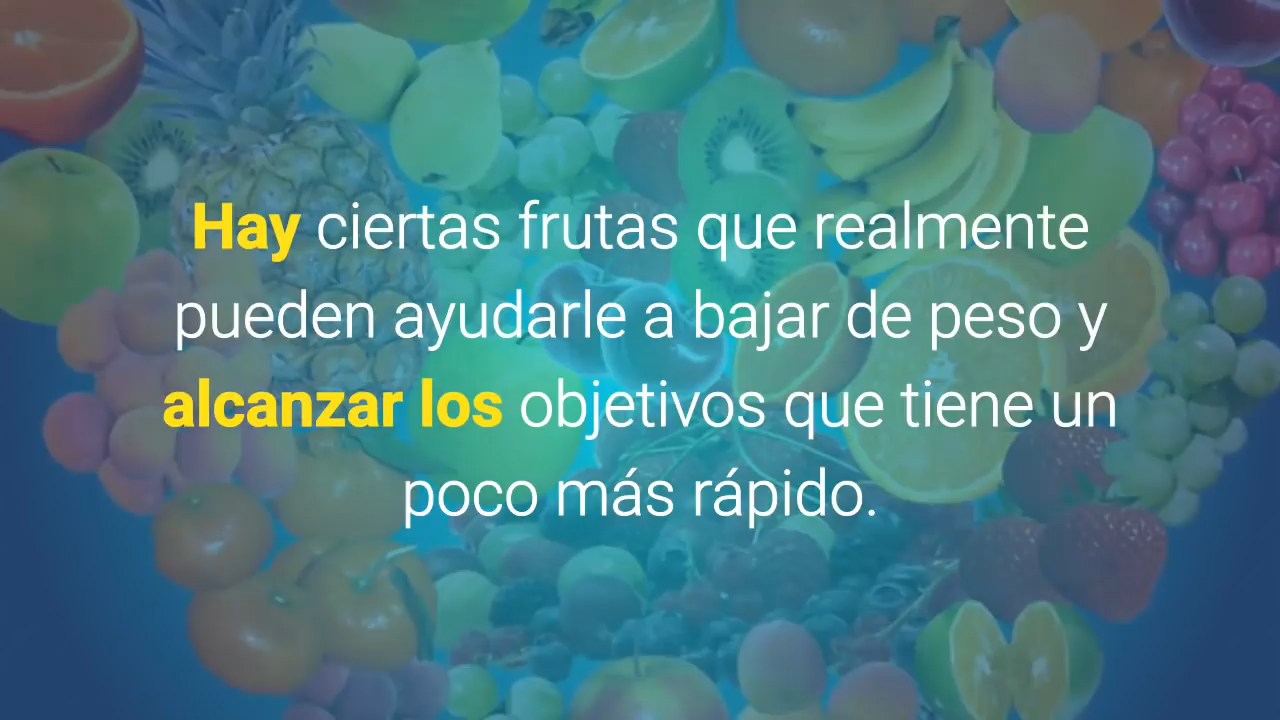 Hay ciertas frutas que realmente
pueden ayudarle a bajar de peso y
alcanzar los objetivos que tiene un
poco más rápido.